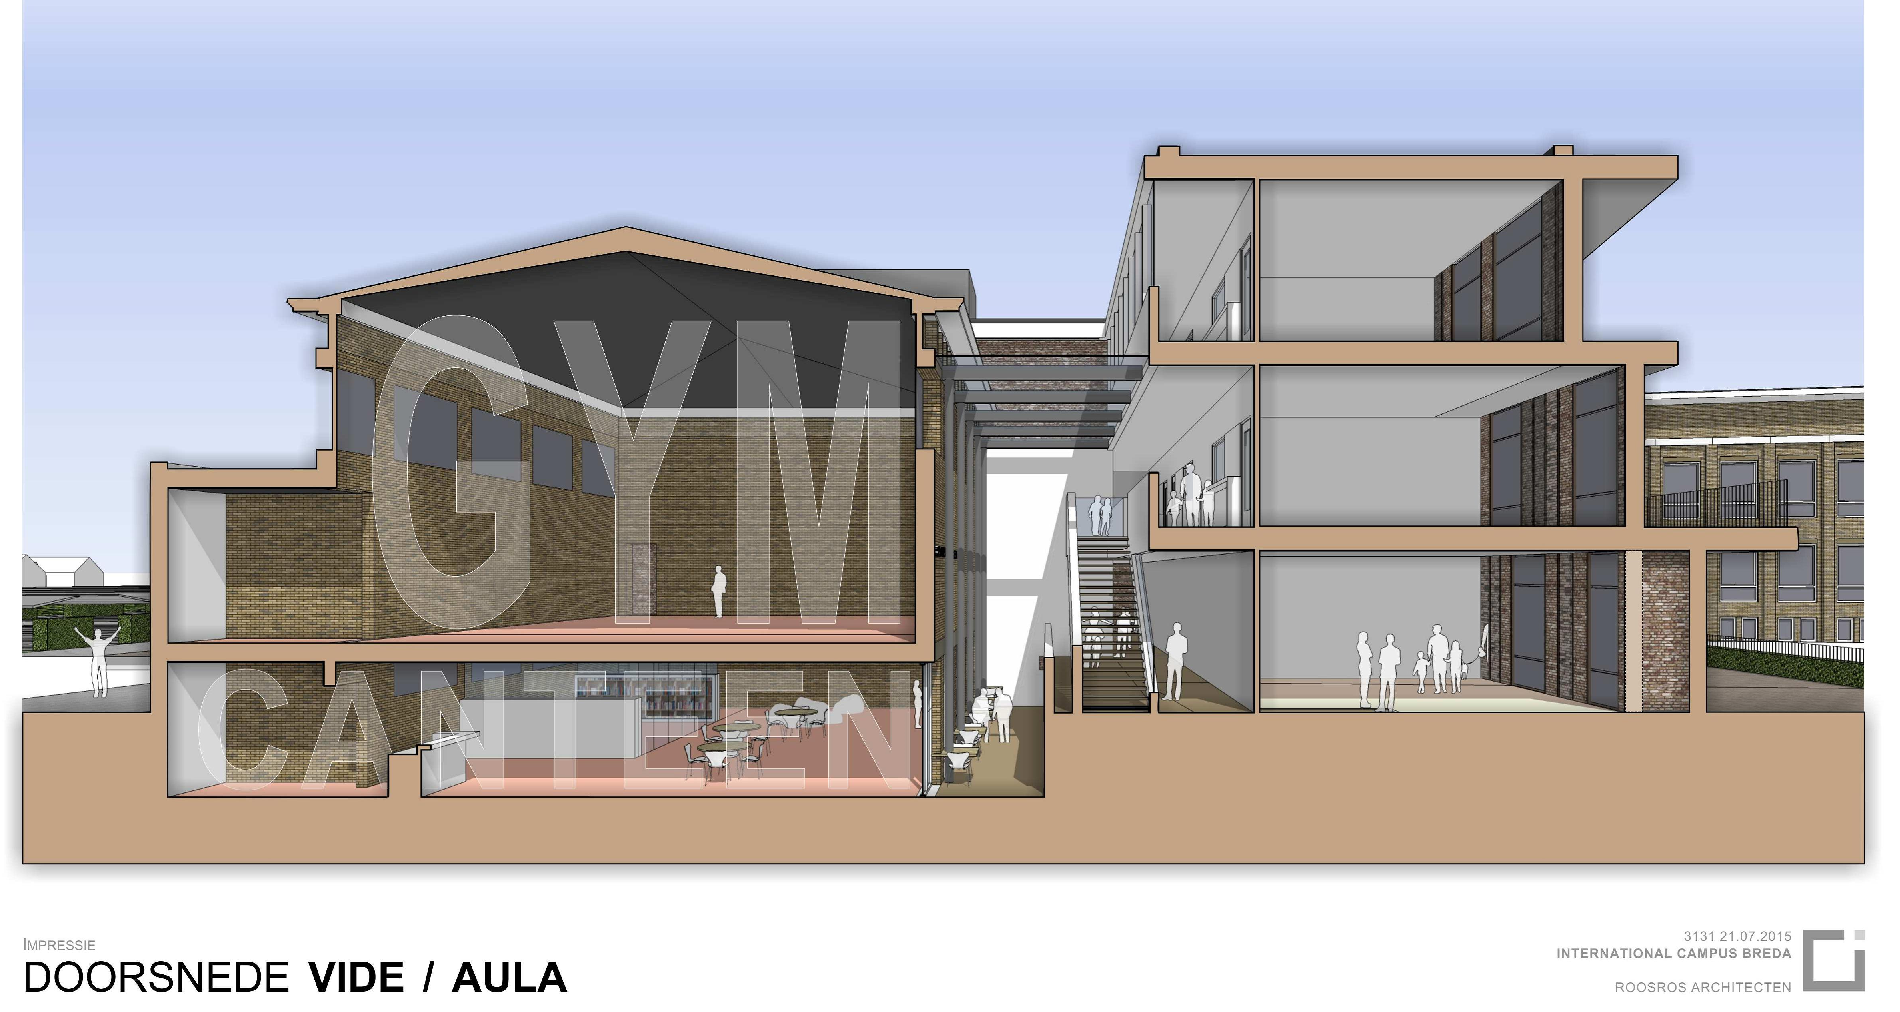 GYM
CANTEEN
IMPRESSIE
DOORSNEDE VIDE / AULA
3131 21.07.2015
INTERNATIONAL CAMPUS BREDA
ROOSROS ARCHITECTEN